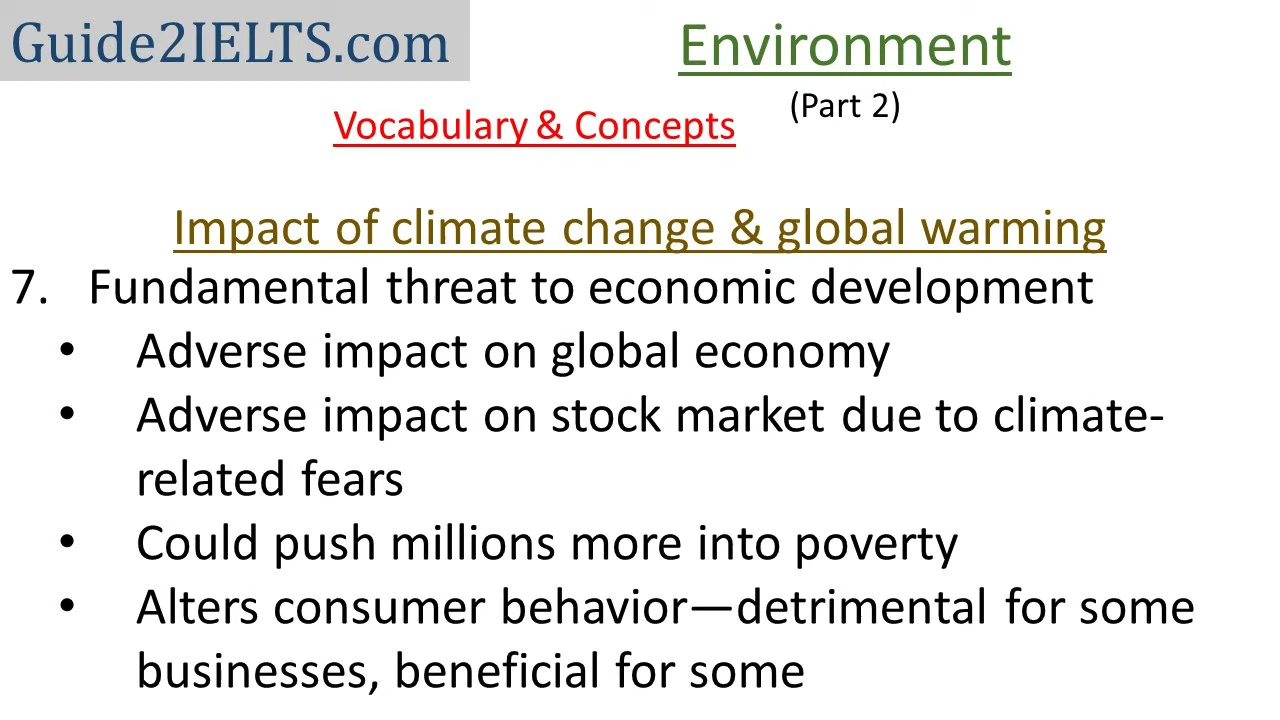 Guide2IELTS.com
Environment
(Part 2)
Vocabulary & Concepts
Impact of climate change & global warming
7. Fundamental threat to economic development
• Adverse impact on global economy
• Adverse impact on stock market due to climate-
related fears
• Could push millions more into poverty
• Alters consumer behavior—detrimental for some
businesses, beneficial for some